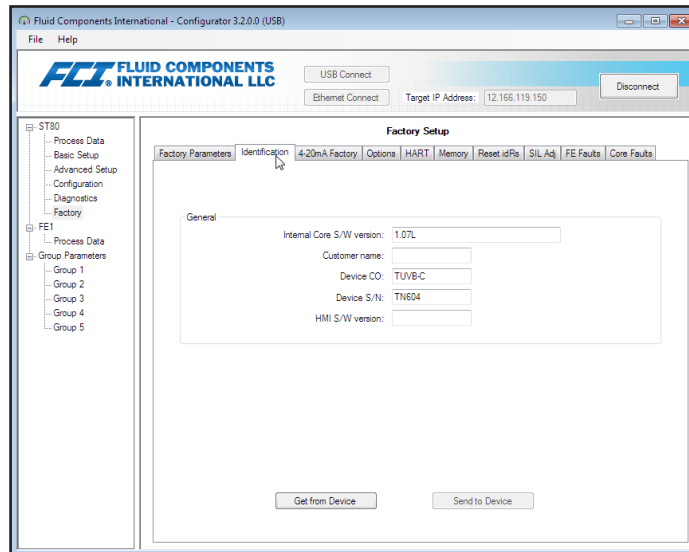 Fluid Components International - Configurator 3.2.0.0 (USB)
File Help
FCI. FLUID COMPONENTS
® INTERNATIONAL LLC
USB Connect
Ethernet Connect
Target IP Address: 12.166.119.150
Disconnect
ST80
Process Data
Basic Setup
Advanced Setup
Configuration
Diagnostics
Factory
FE1
Process Data
Group Parameters
Group 1
Group 2
Group 3
Group 4
Group 5
Factory Setup
Factory Parameters Identification 4-20mA Factory Options HART Memory Reset idRs SIL Adj FE Faults Core Faults
General
Internal Core S/W version: 1.07L
Customer name:
Device CO: TUVB-C
Device S/N: TN604
HMI S/W version:
Get from Device Send to Device